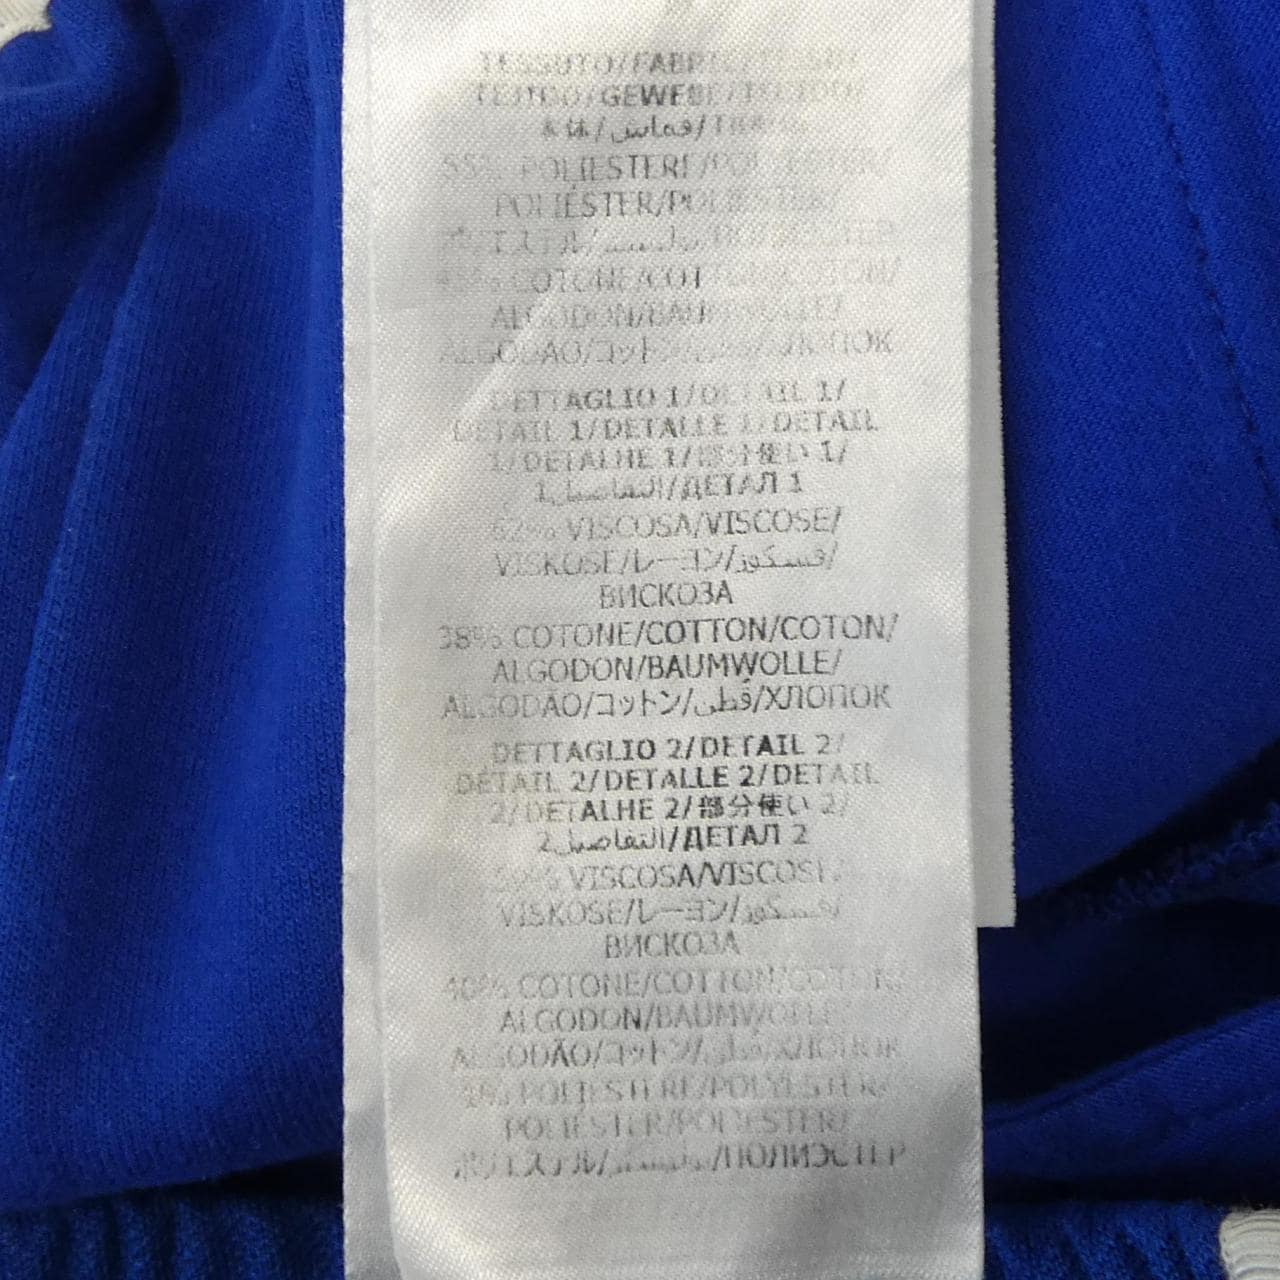 TESSUTO/FABRIC/TISSU/
TEJIDO/GEWEBE/TECIDO/
本体/قماش/ТКАНЬ
55% POLIESTERE/POLYESTER/
POLIÉSTER/POLIESTER/
ポリエステル/بوليستر/ПОЛИЭСТЕР
45% COTONE/COTTON/COTON/
ALGODON/BAUMWOLLE/
ALGODÃO/コットン/قطن/ХЛОПОК
DETTAGLIO 1/DETAIL 1/
DÉTAIL 1/DETALLE 1/DETAIL
1/DETALHE 1/部分使い 1/
التفاصيل 1/ДЕТАЛ 1
62% VISCOSA/VISCOSE/
VISKOSE/レーヨン/فسكوز/
ВИСКОЗА
38% COTONE/COTTON/COTON/
ALGODON/BAUMWOLLE/
ALGODÃO/コットン/قطن/ХЛОПОК
DETTAGLIO 2/DETAIL 2/
DÉTAIL 2/DETALLE 2/DETAIL
2/DETALHE 2/部分使い 2/
التفاصيل 2/ДЕТАЛ 2
VISCOSA/VISCOSE/
VISKOSE/レーヨン/فسكوز/
ВИСКОЗА
40% COTONE/COTTON/COTON/
ALGODON/BAUMWOLLE/
ALGODÃO/コットン/قطن/ХЛОПОК
POLIESTERE/POLYESTER/
POLIÉSTER/POLIESTER/
ポリエステル/بوليستر/ПОЛИЭСТЕР